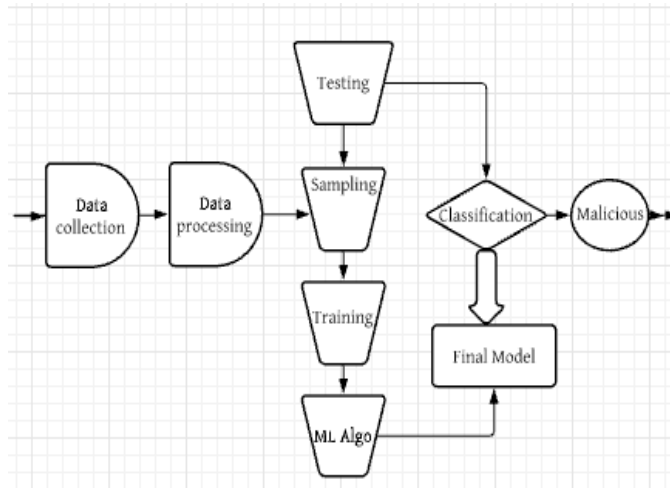 Testing
Data
collection
Data
processing
Sampling
Classification
Malicious
Training
Final Model
ML Algo